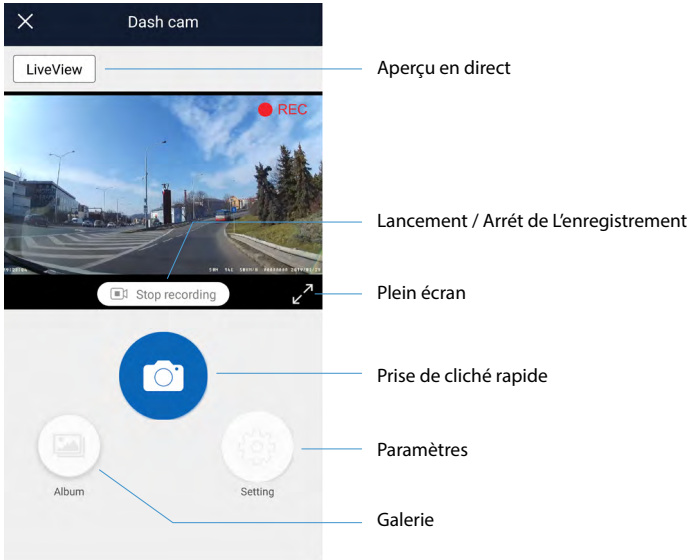 Dash cam
LiveView
Aperçu en direct
REC
Lancement / Arrét de L'enregistrement
Stop recording
Plein écran
Prise de cliché rapide
Paramètres
Album
Setting
Galerie